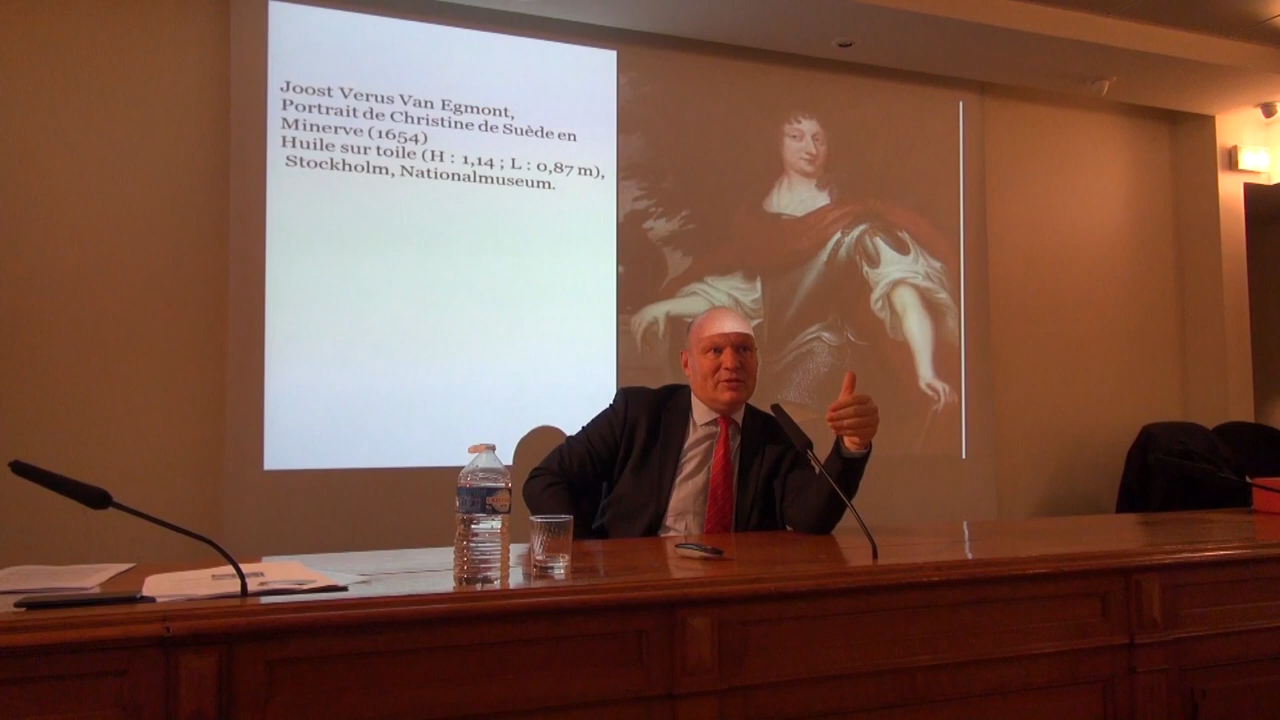 Joost Verus Van Egmont,
Portrait de Christine de Suède en
Minerve (1654)
Huile sur toile (H : 1,14 ; L : 0,87 m),
Stockholm, Nationalmuseum.